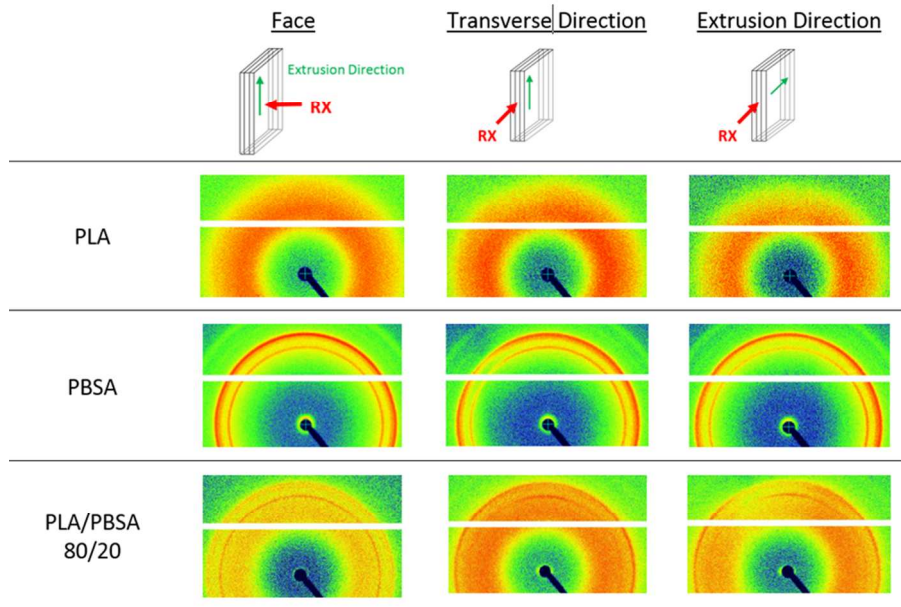 Face
Transverse Direction
Extrusion Direction
Extrusion Direction
RX
RX
RX
PLA
PBSA
PLA/PBSA
80/20